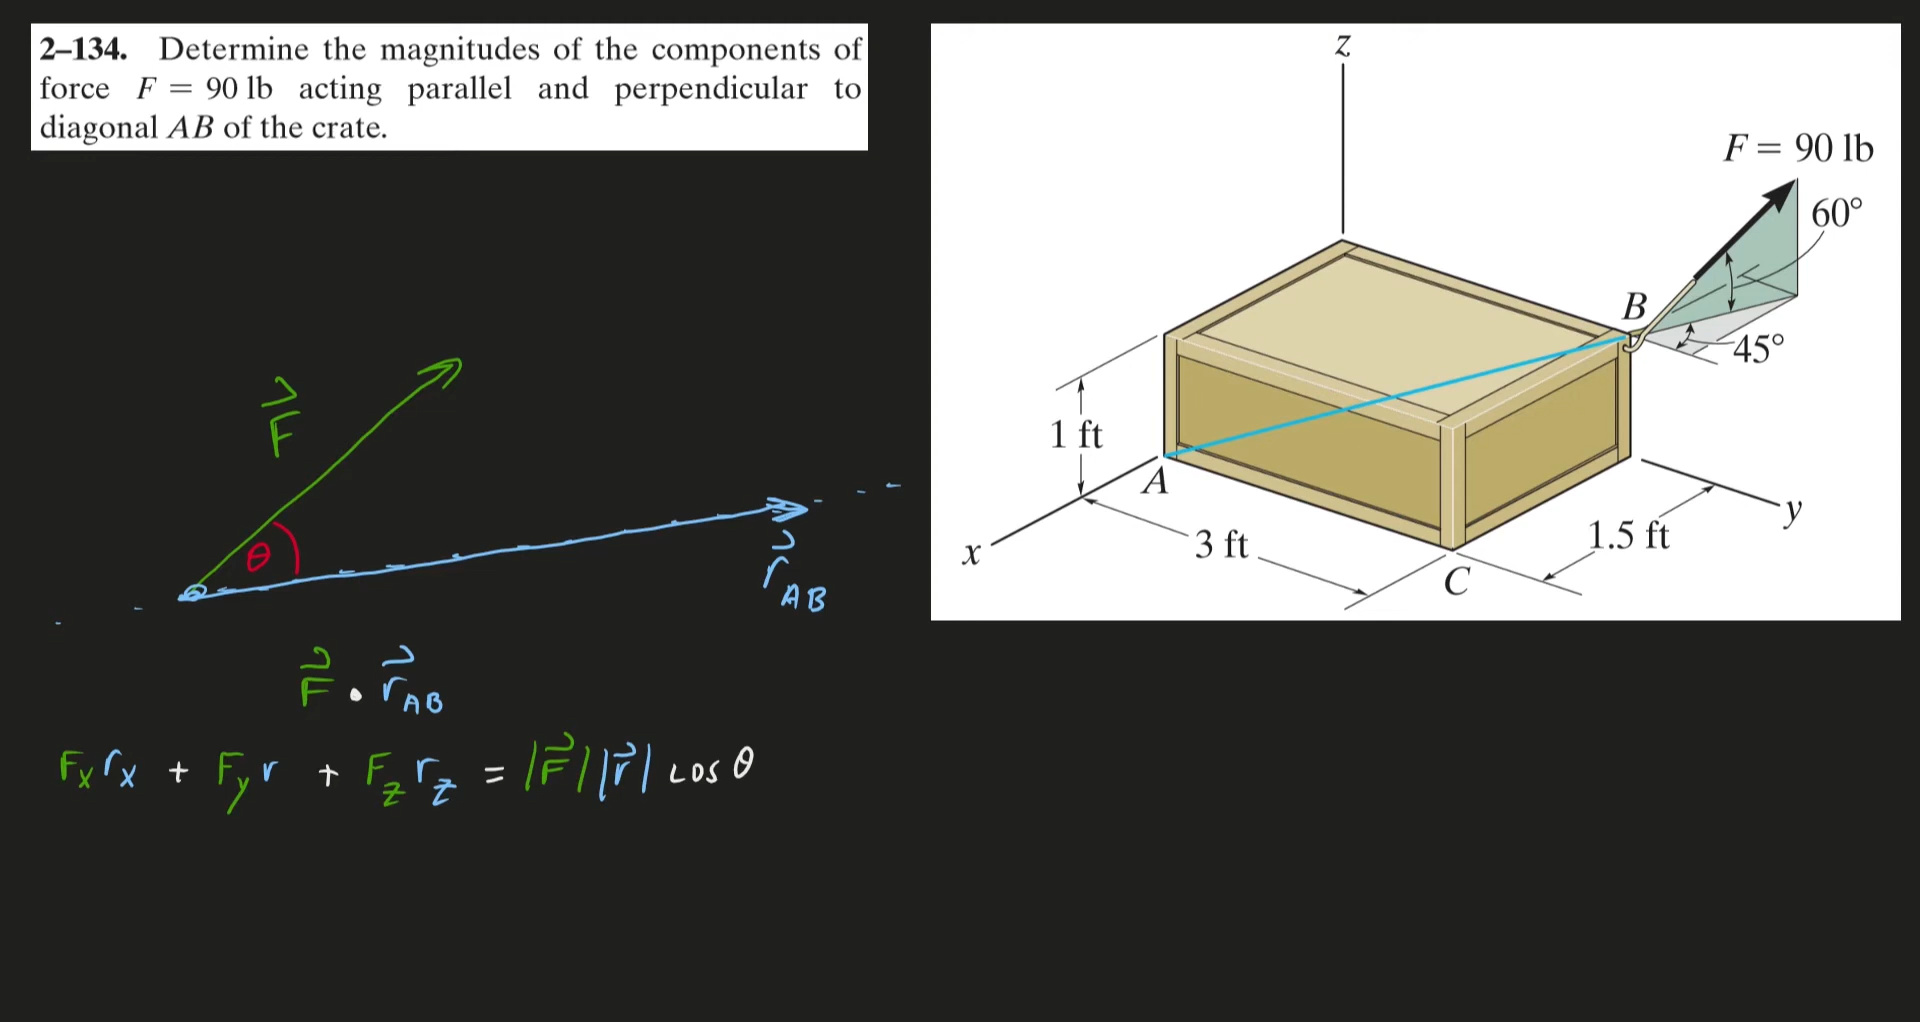 2–134. Determine the magnitudes of the components of
force F = 90 lb acting parallel and perpendicular to
diagonal AB of the crate.
z
F = 90 lb
60°
B
45°
1 ft
A
3 ft
x
C
1.5 ft
y
F⃗
θ
r⃗AB
F⃗ • r⃗AB
Fx rx + Fy r + Fz rz = |F⃗| |r⃗| cos θ